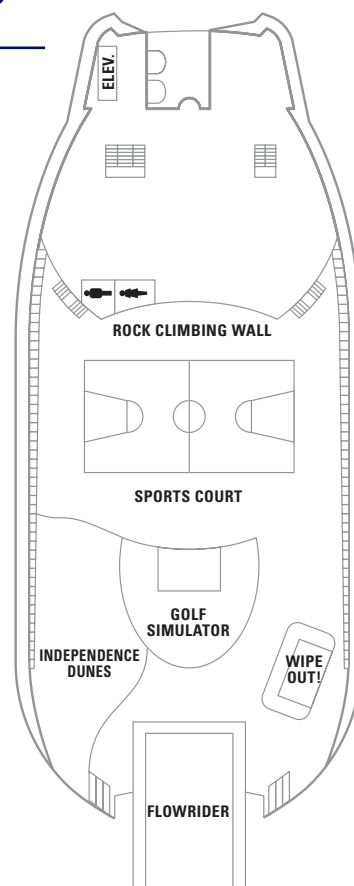 ELEV.
ROCK CLIMBING WALL
SPORTS COURT
GOLF
SIMULATOR
INDEPENDENCE
DUNES
WIPE
OUT!
FLOWRIDER